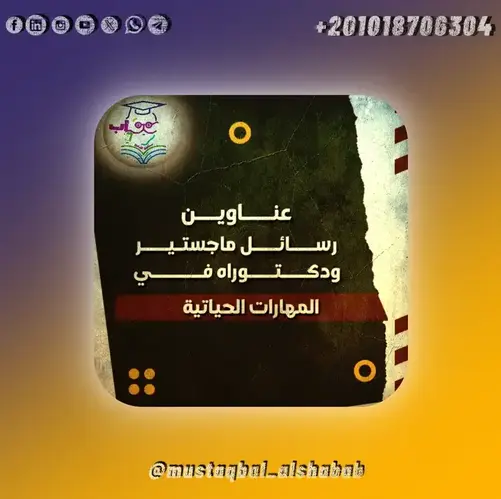 +201018706304
عناوين
رسائل ماجستير
ودكتوراه في
المهارات الحياتية
@mustaqbal_alshabab